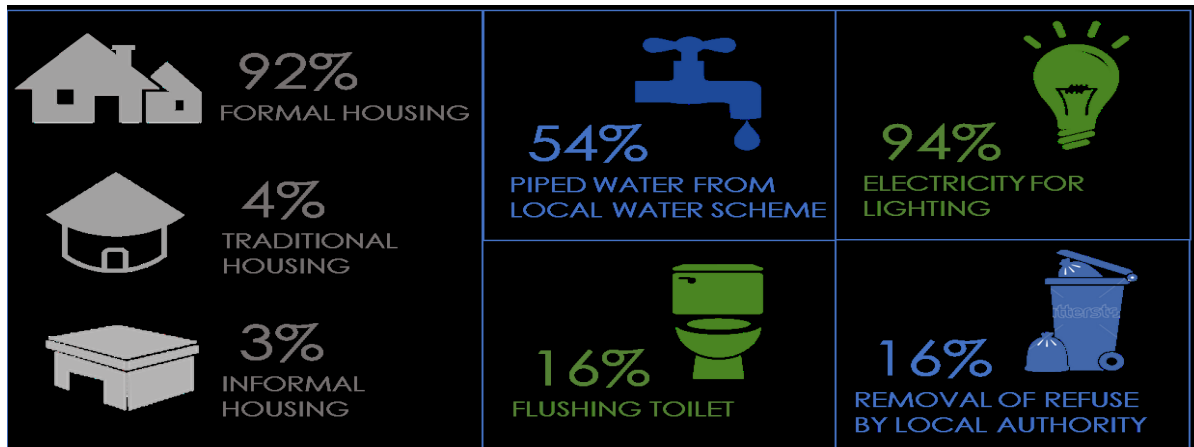 92%
FORMAL HOUSING
4%
TRADITIONAL
HOUSING
3%
INFORMAL
HOUSING
54%
PIPED WATER FROM
LOCAL WATER SCHEME
94%
ELECTRICITY FOR
LIGHTING
16%
FLUSHING TOILET
16%
REMOVAL OF REFUSE
BY LOCAL AUTHORITY